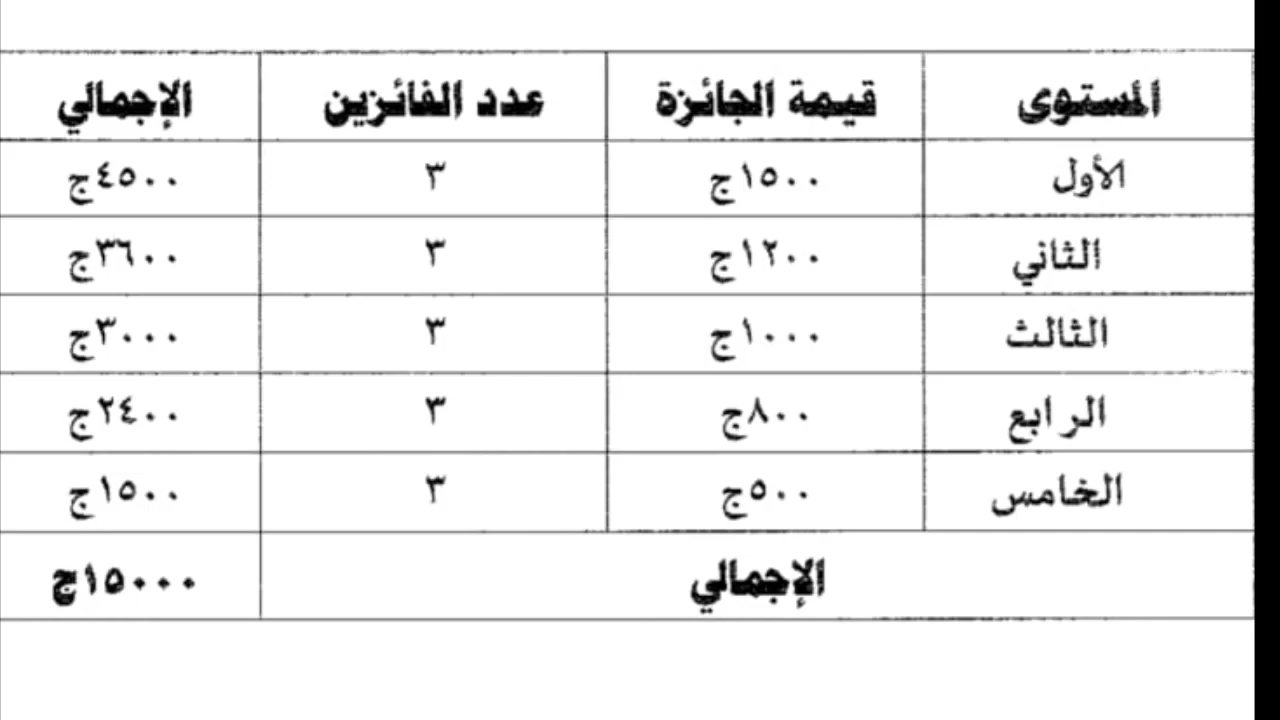 المستوى قيمة الجائزة عدد الفائزين الإجمالي
الأول ١٥٠٠ج ٣ ٤٥٠٠ج
الثاني ١٢٠٠ج ٣ ٣٦٠٠ج
الثالث ١٠٠٠ج ٣ ٣٠٠٠ج
الرابع ٨٠٠ج ٣ ٢٤٠٠ج
الخامس ٥٠٠ج ٣ ١٥٠٠ج
الإجمالي ١٥٠٠٠ج